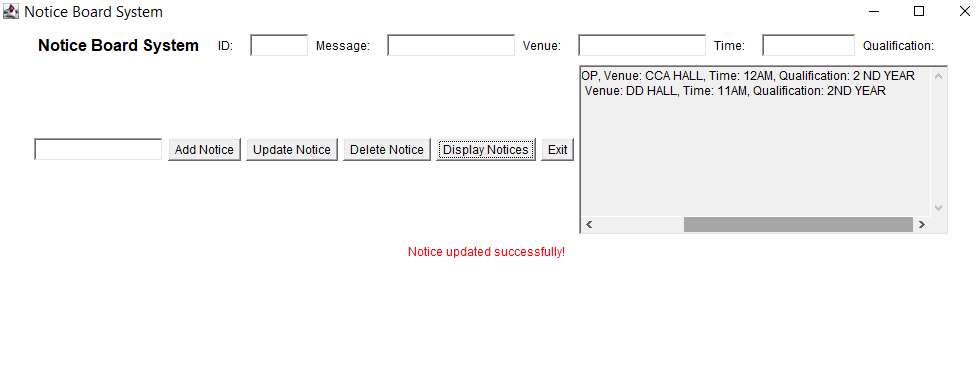 Notice Board System
Notice Board System ID: Message: Venue: Time: Qualification:
OP, Venue: CCA HALL, Time: 12AM, Qualification: 2 ND YEAR
Venue: DD HALL, Time: 11AM, Qualification: 2ND YEAR
Add Notice Update Notice Delete Notice Display Notices Exit
Notice updated successfully!